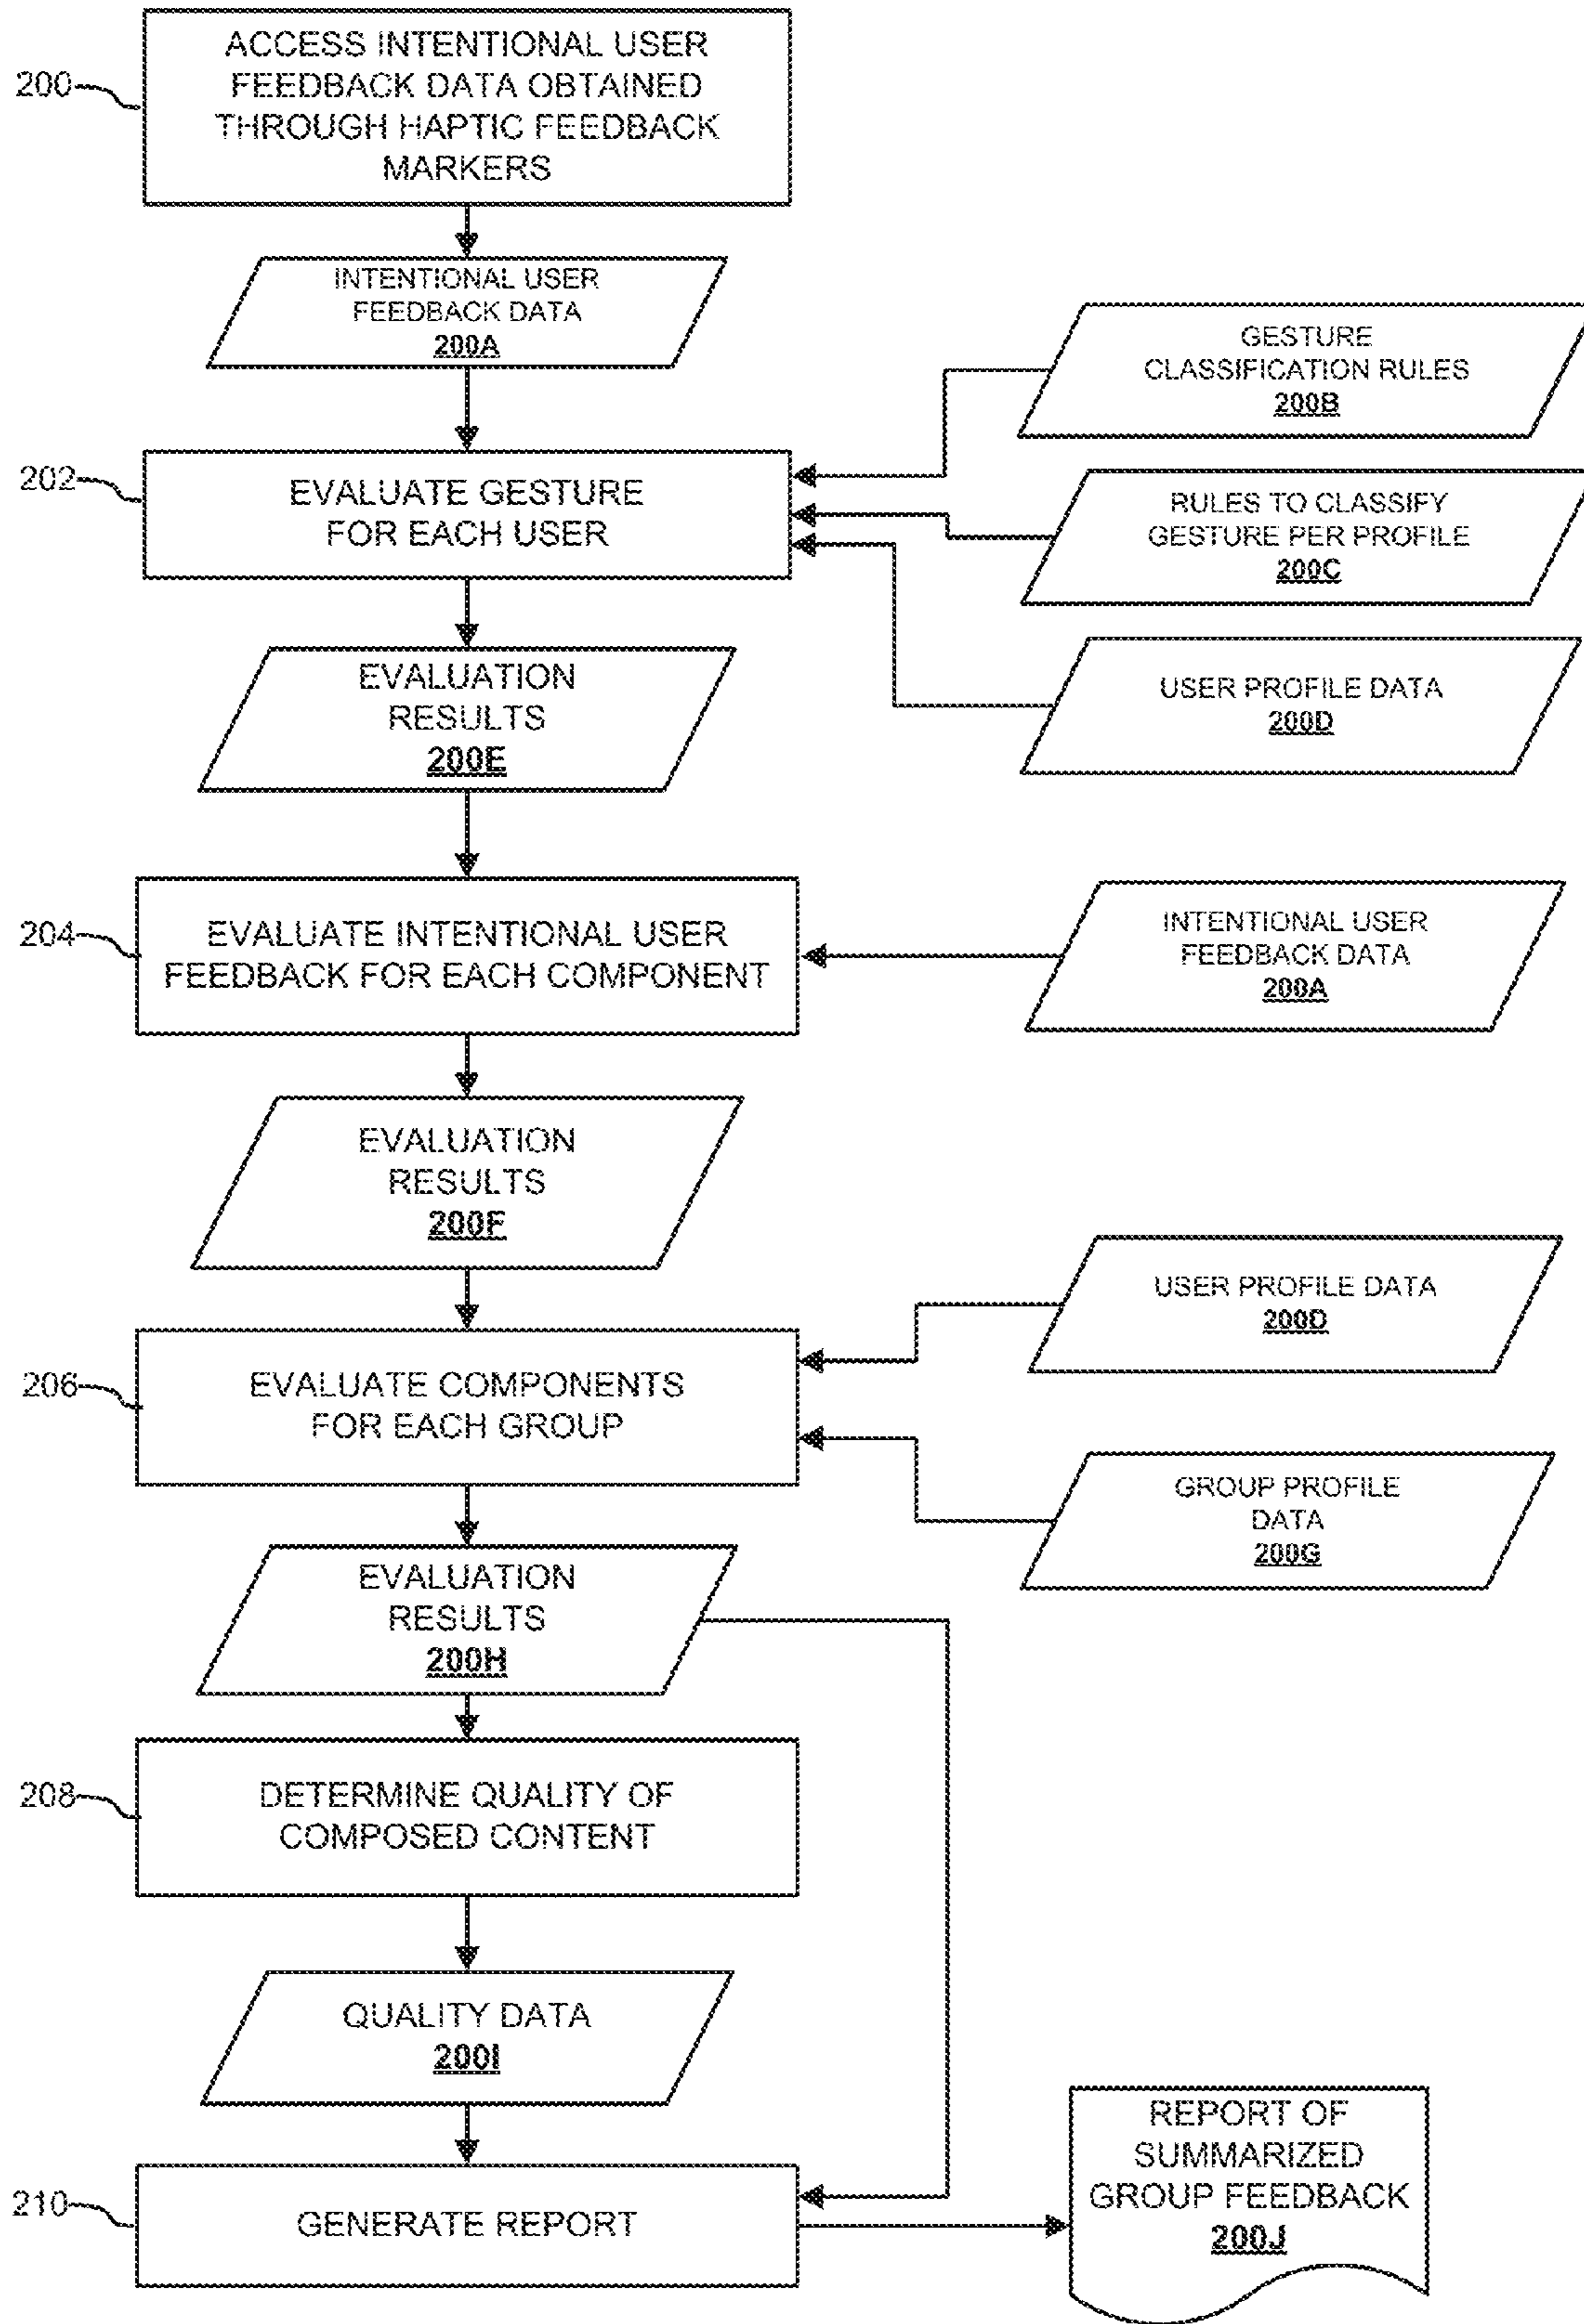 200
ACCESS INTENTIONAL USER
FEEDBACK DATA OBTAINED
THROUGH HAPTIC FEEDBACK
MARKERS
INTENTIONAL USER
FEEDBACK DATA
200A
GESTURE
CLASSIFICATION RULES
200B
202
EVALUATE GESTURE
FOR EACH USER
RULES TO CLASSIFY
GESTURE PER PROFILE
200C
USER PROFILE DATA
200D
EVALUATION
RESULTS
200E
204
EVALUATE INTENTIONAL USER
FEEDBACK FOR EACH COMPONENT
INTENTIONAL USER
FEEDBACK DATA
200A
EVALUATION
RESULTS
200F
USER PROFILE DATA
200D
206
EVALUATE COMPONENTS
FOR EACH GROUP
GROUP PROFILE
DATA
200G
EVALUATION
RESULTS
200H
208
DETERMINE QUALITY OF
COMPOSED CONTENT
QUALITY DATA
200I
210
GENERATE REPORT
REPORT OF
SUMMARIZED
GROUP FEEDBACK
200J